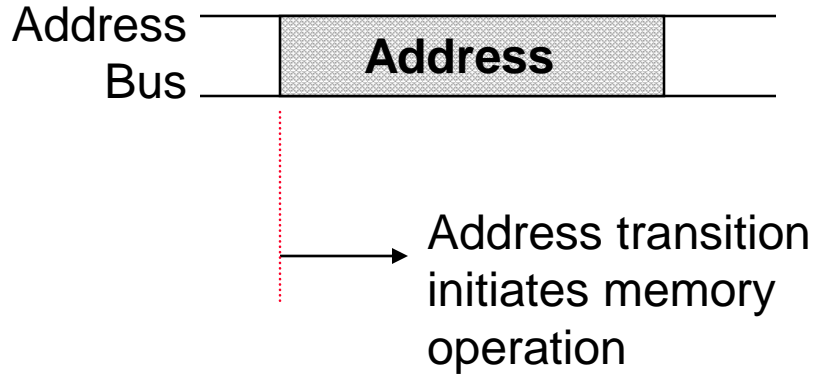 Address
Bus
Address
Address transition
initiates memory
operation